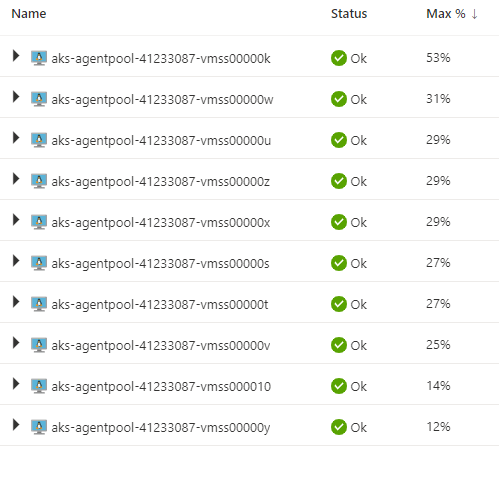 Name Status Max % ↓
aks-agentpool-41233087-vmss00000k Ok 53%
aks-agentpool-41233087-vmss00000w Ok 31%
aks-agentpool-41233087-vmss00000u Ok 29%
aks-agentpool-41233087-vmss00000z Ok 29%
aks-agentpool-41233087-vmss00000x Ok 29%
aks-agentpool-41233087-vmss00000s Ok 27%
aks-agentpool-41233087-vmss00000t Ok 27%
aks-agentpool-41233087-vmss00000v Ok 25%
aks-agentpool-41233087-vmss000010 Ok 14%
aks-agentpool-41233087-vmss00000y Ok 12%